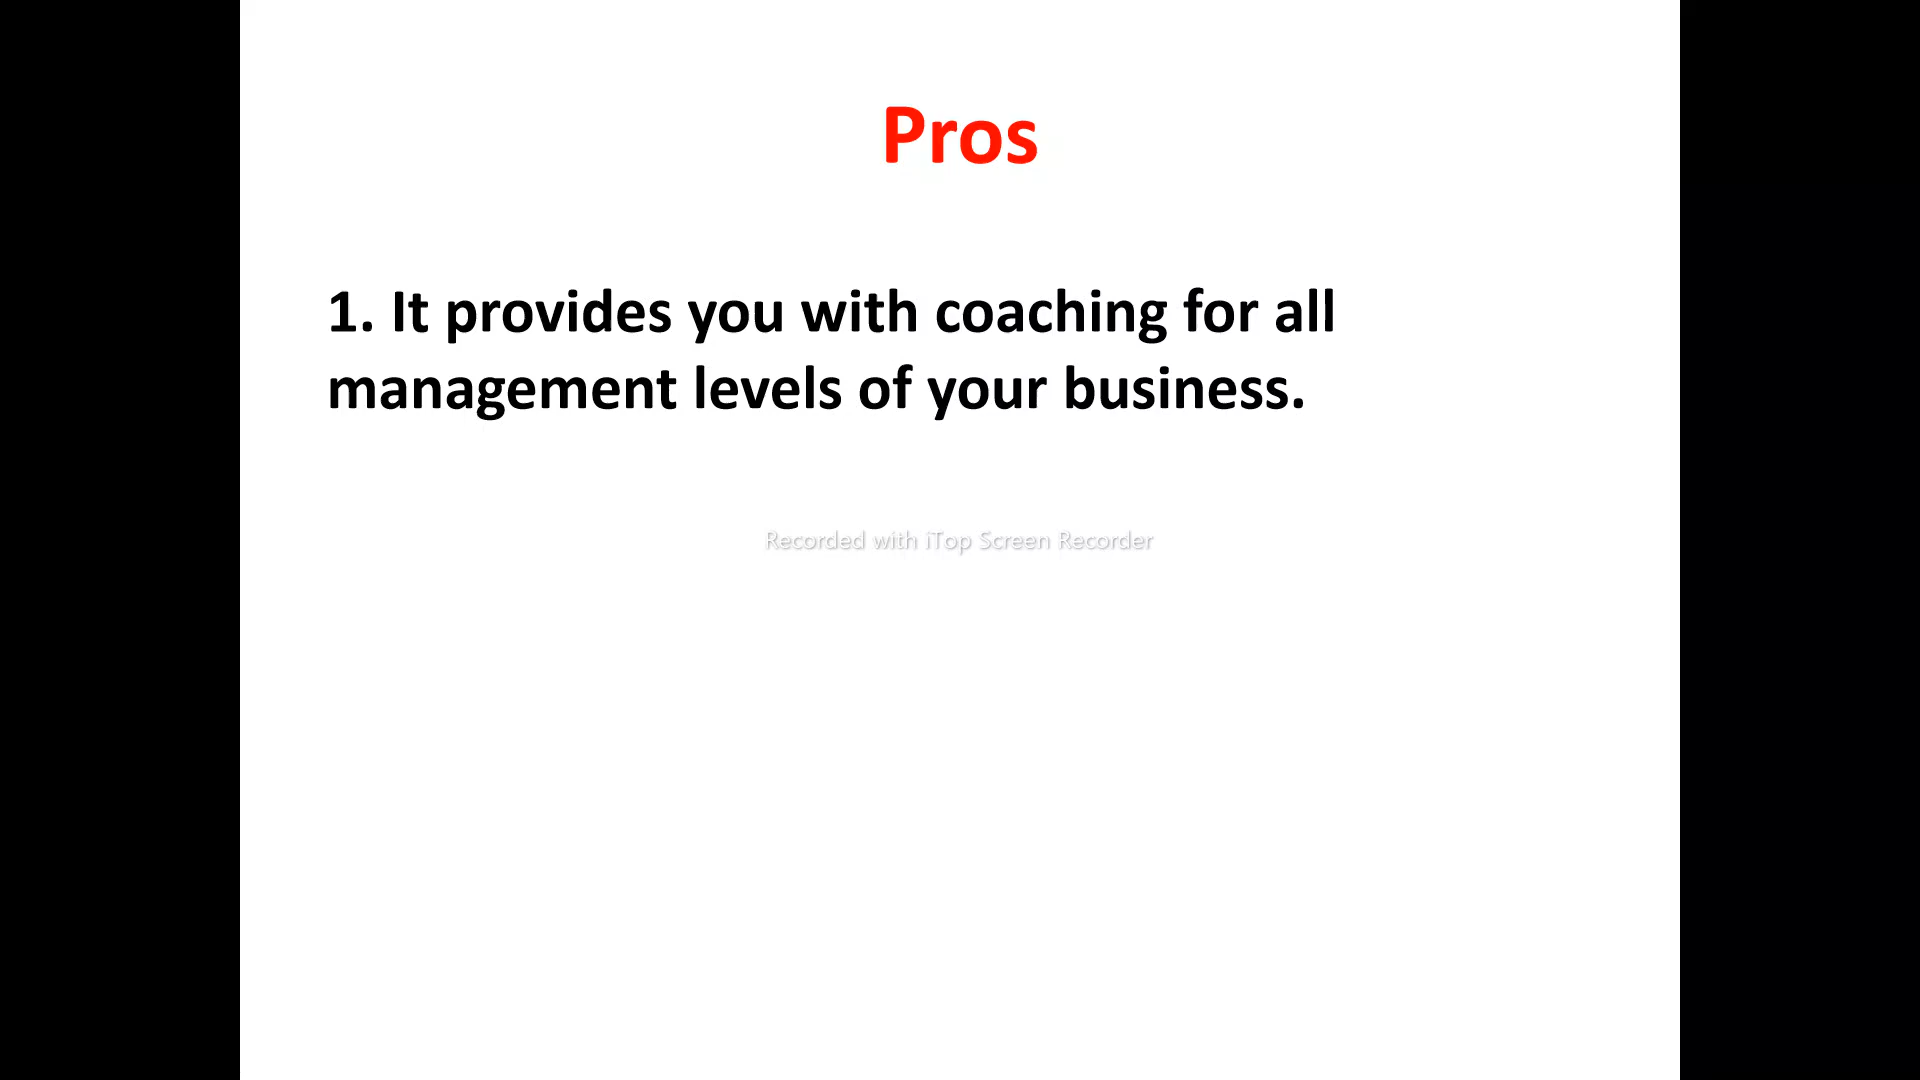 Pros
1. It provides you with coaching for all
management levels of your business.
Recorded with iTop Screen Recorder